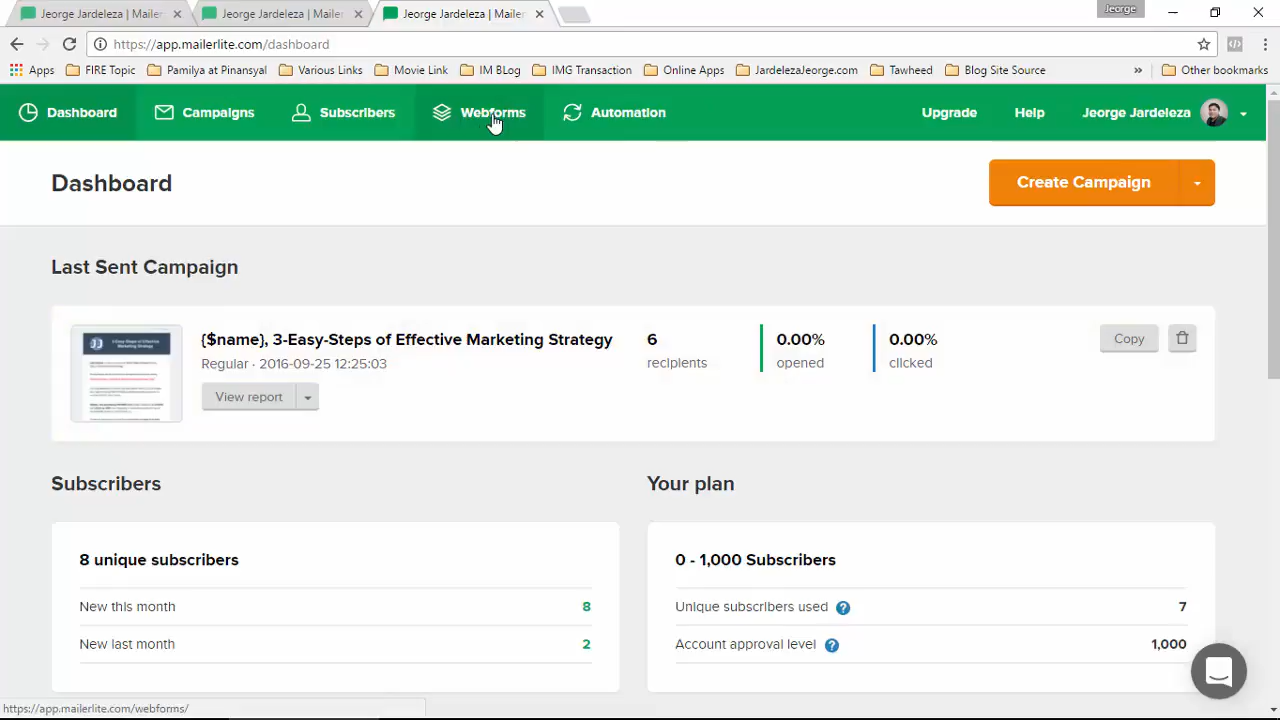 Jeorge Jardeleza | Mailer
Jeorge Jardeleza | Mailer
Jeorge Jardeleza | Mailer
Jeorge
https://app.mailerlite.com/dashboard
Apps FIRE Topic Pamilya at Pinansyal Various Links Movie Link IM BLog IMG Transaction Online Apps JardelezaJeorge.com Tawheed Blog Site Source » Other bookmarks
Dashboard Campaigns Subscribers Webforms Automation Upgrade Help Jeorge Jardeleza
Dashboard
Create Campaign
Last Sent Campaign
{$name}, 3-Easy-Steps of Effective Marketing Strategy
Regular · 2016-09-25 12:25:03
View report
6
recipients
0.00%
opened
0.00%
clicked
Copy
Subscribers
8 unique subscribers
New this month 8
New last month 2
Your plan
0 - 1,000 Subscribers
Unique subscribers used ? 7
Account approval level ? 1,000
https://app.mailerlite.com/webforms/